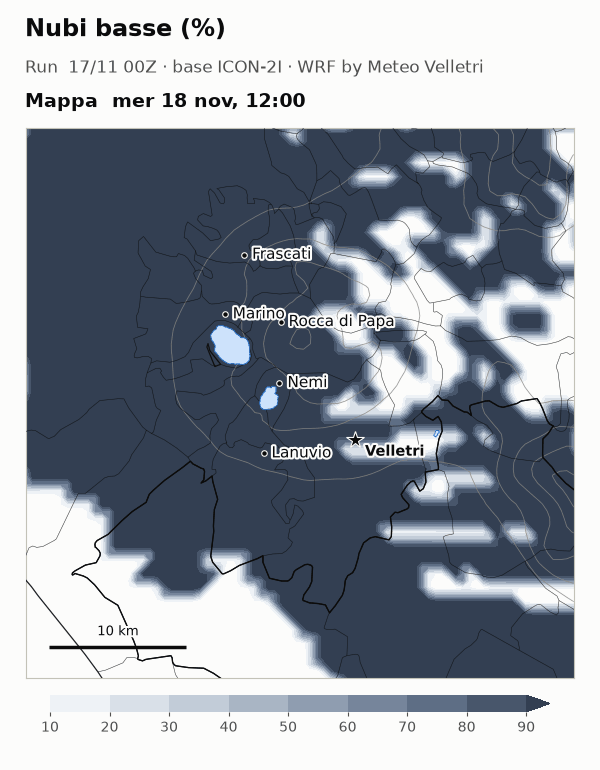 Nubi basse (%)
Run  17/11 00Z · base ICON-2I · WRF by Meteo Velletri
Mappa  mer 18 nov, 12:00
Frascati
Marino
Rocca di Papa
Nemi
Velletri
Lanuvio
10 km
10 20 30 40 50 60 70 80 90